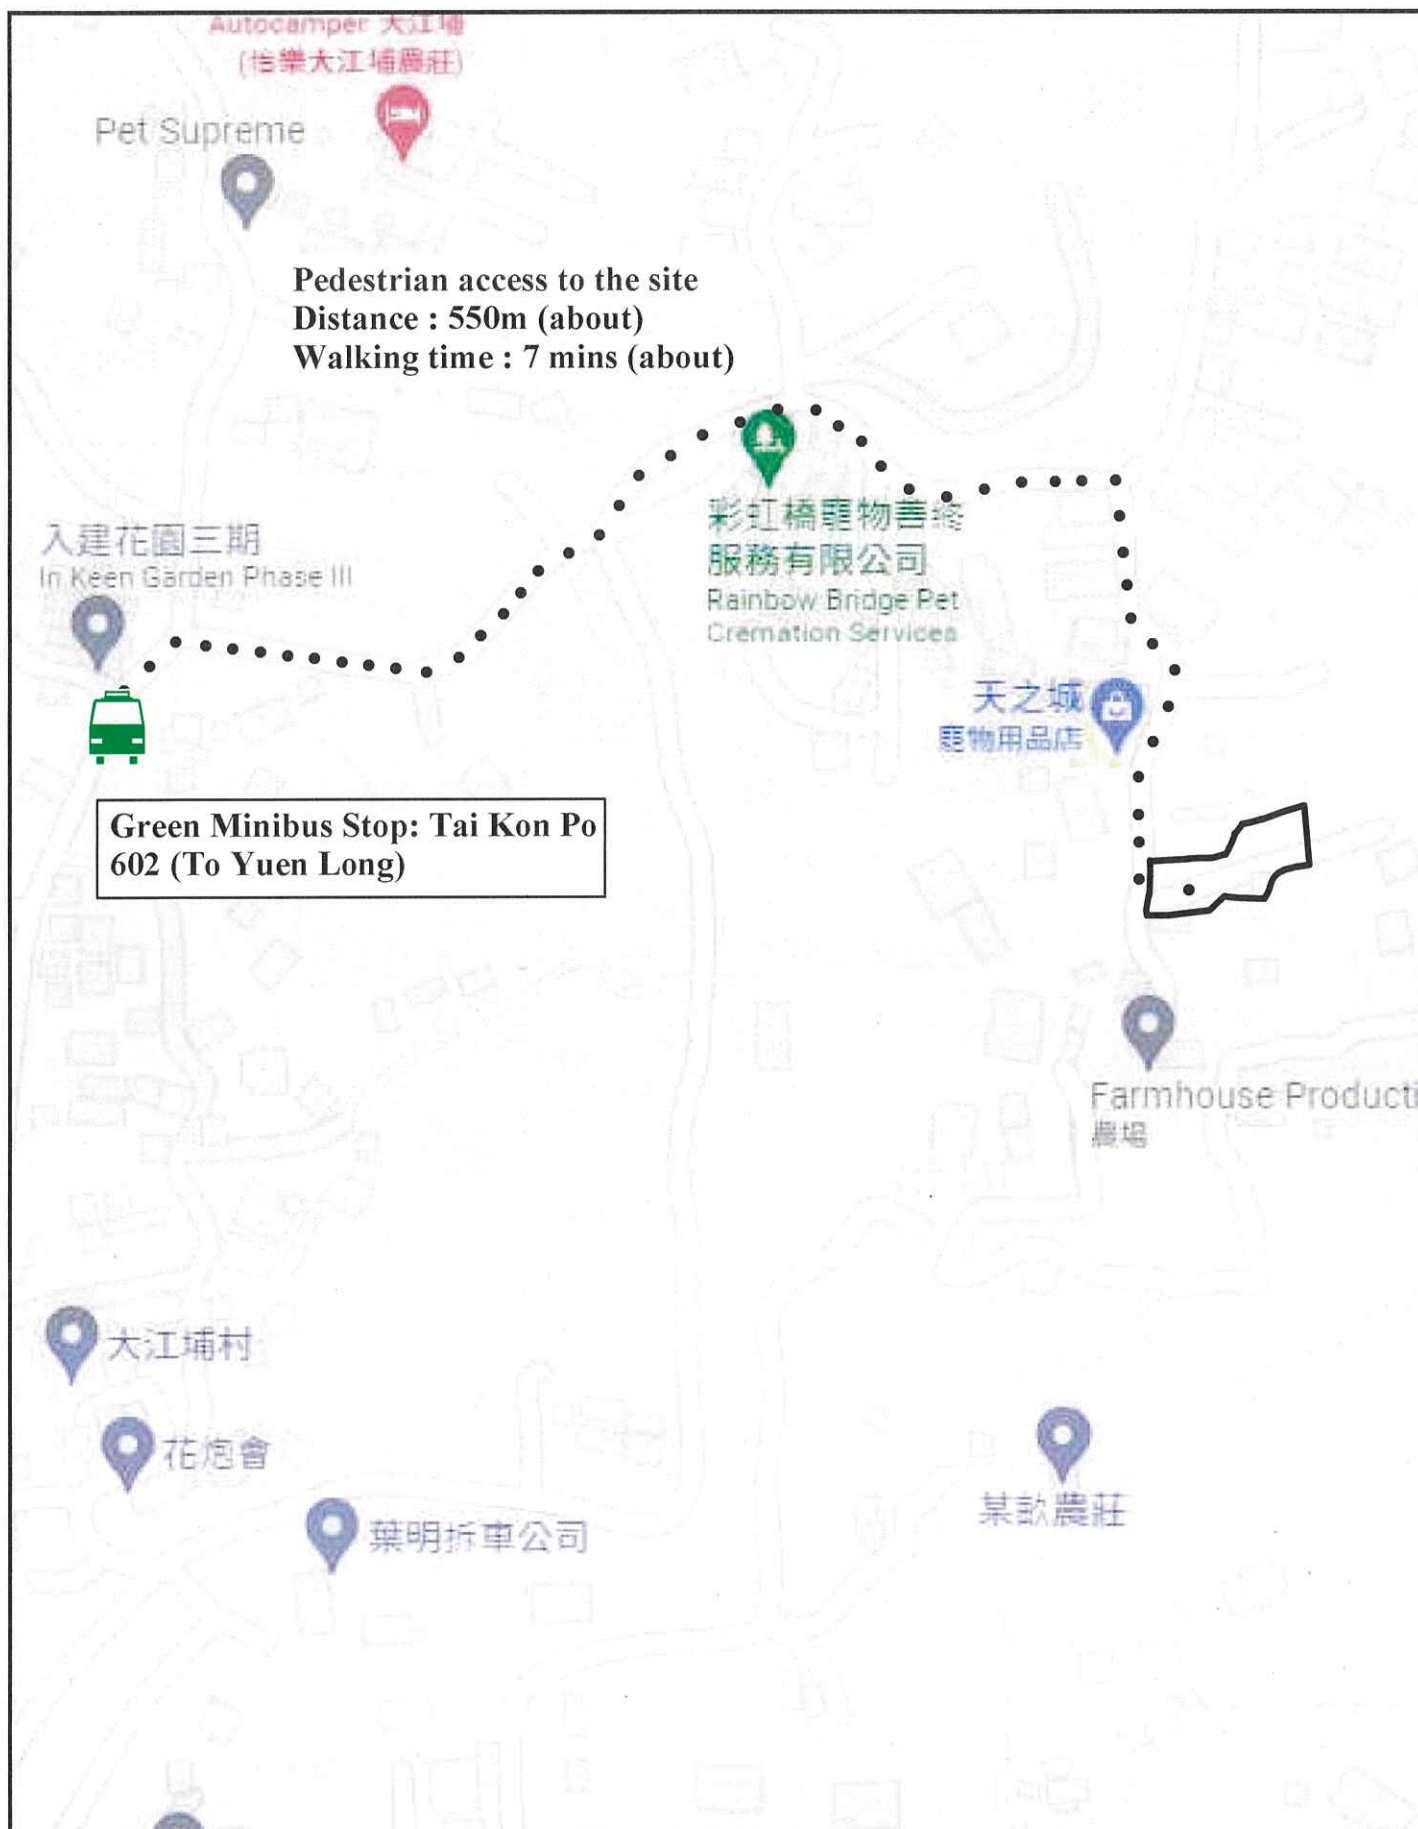 Autocamper 大江埔
(怡樂大江埔農莊)
Pet Supreme
Pedestrian access to the site
Distance : 550m (about)
Walking time : 7 mins (about)
入建花園三期
In Keen Garden Phase III
彩虹橋寵物善終
服務有限公司
Rainbow Bridge Pet
Cremation Services
天之城
寵物用品店
Green Minibus Stop: Tai Kon Po
602 (To Yuen Long)
Farmhouse Producti
農場
大江埔村
花炮會
葉明拆車公司
某歃農莊